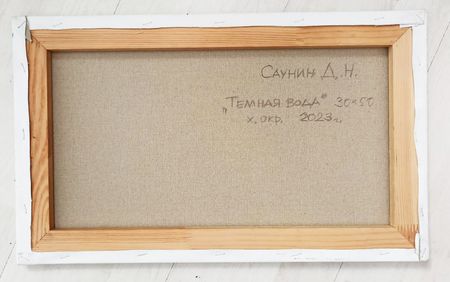 Саунин Д.Н.
"Темная вода" 30×50
х. акр. 2023г.